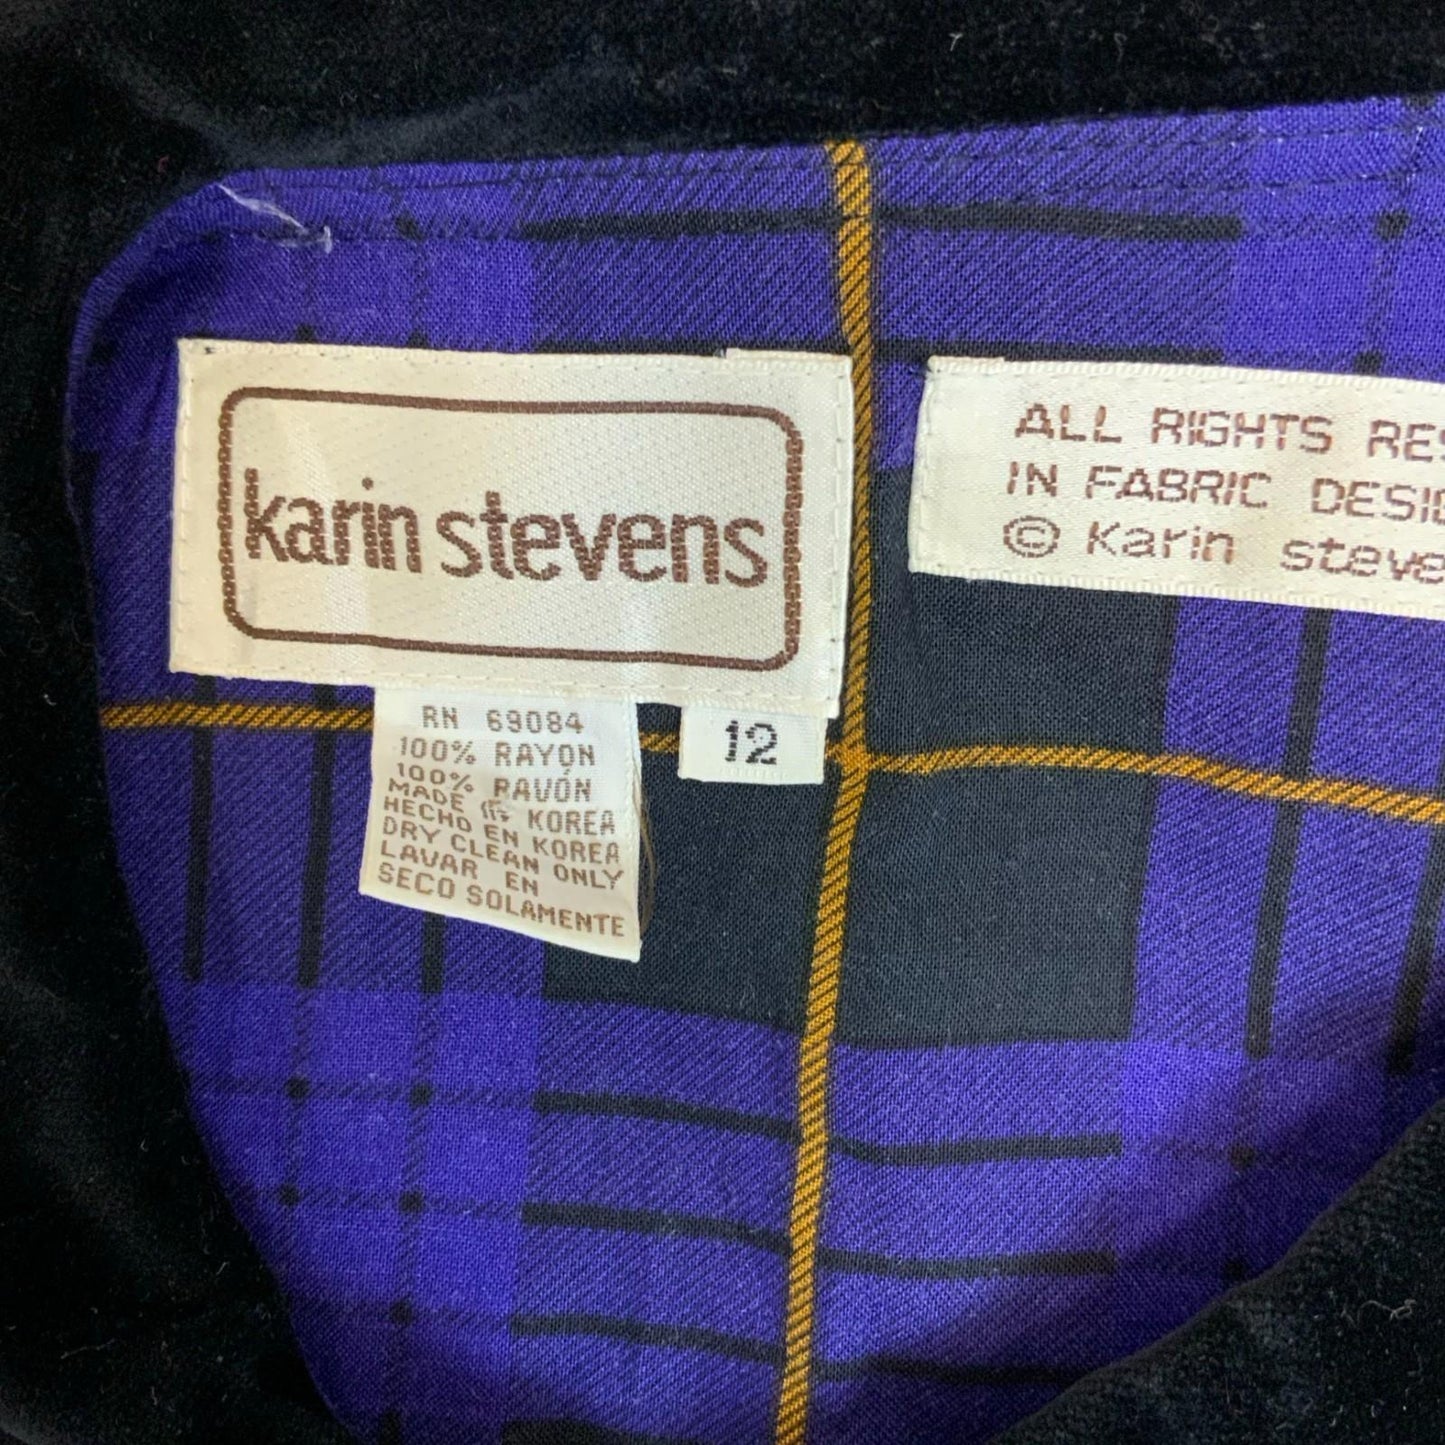 karin stevens
RN 69084
100% RAYON
100% RAYÓN
MADE IN KOREA
HECHO EN KOREA
DRY CLEAN ONLY
LAVAR EN
SECO SOLAMENTE
12
ALL RIGHTS RES
IN FABRIC DESIG
© Karin steve